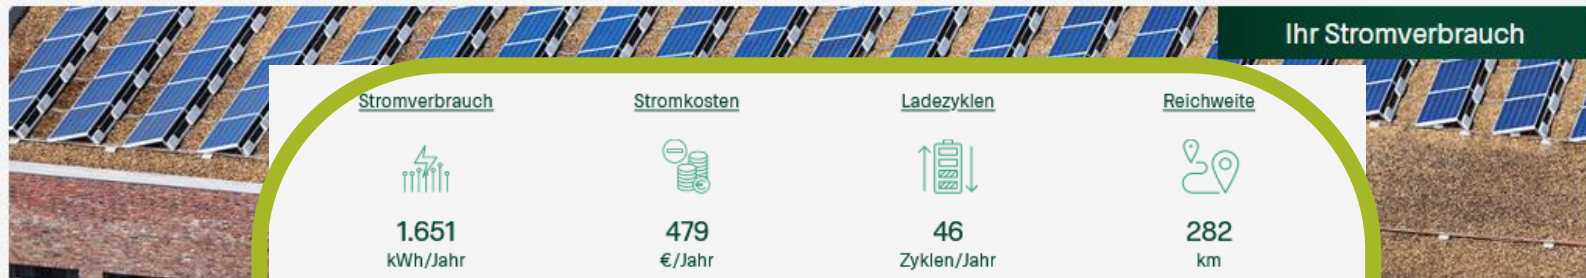 Ihr Stromverbrauch
Stromverbrauch Stromkosten Ladezyklen Reichweite
1.651 479 46 282
kWh/Jahr €/Jahr Zyklen/Jahr km